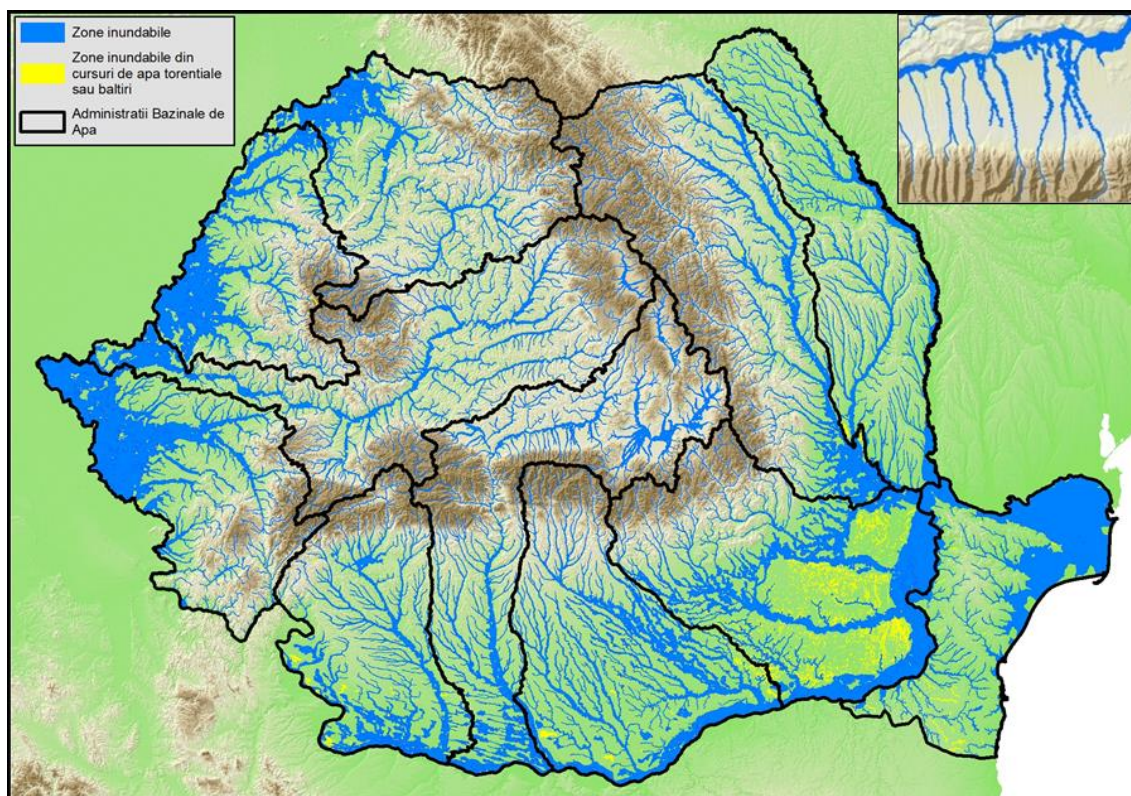 Zone inundabile
Zone inundabile din
cursuri de apa torentiale
sau baltiri
Administratii Bazinale de
Apa